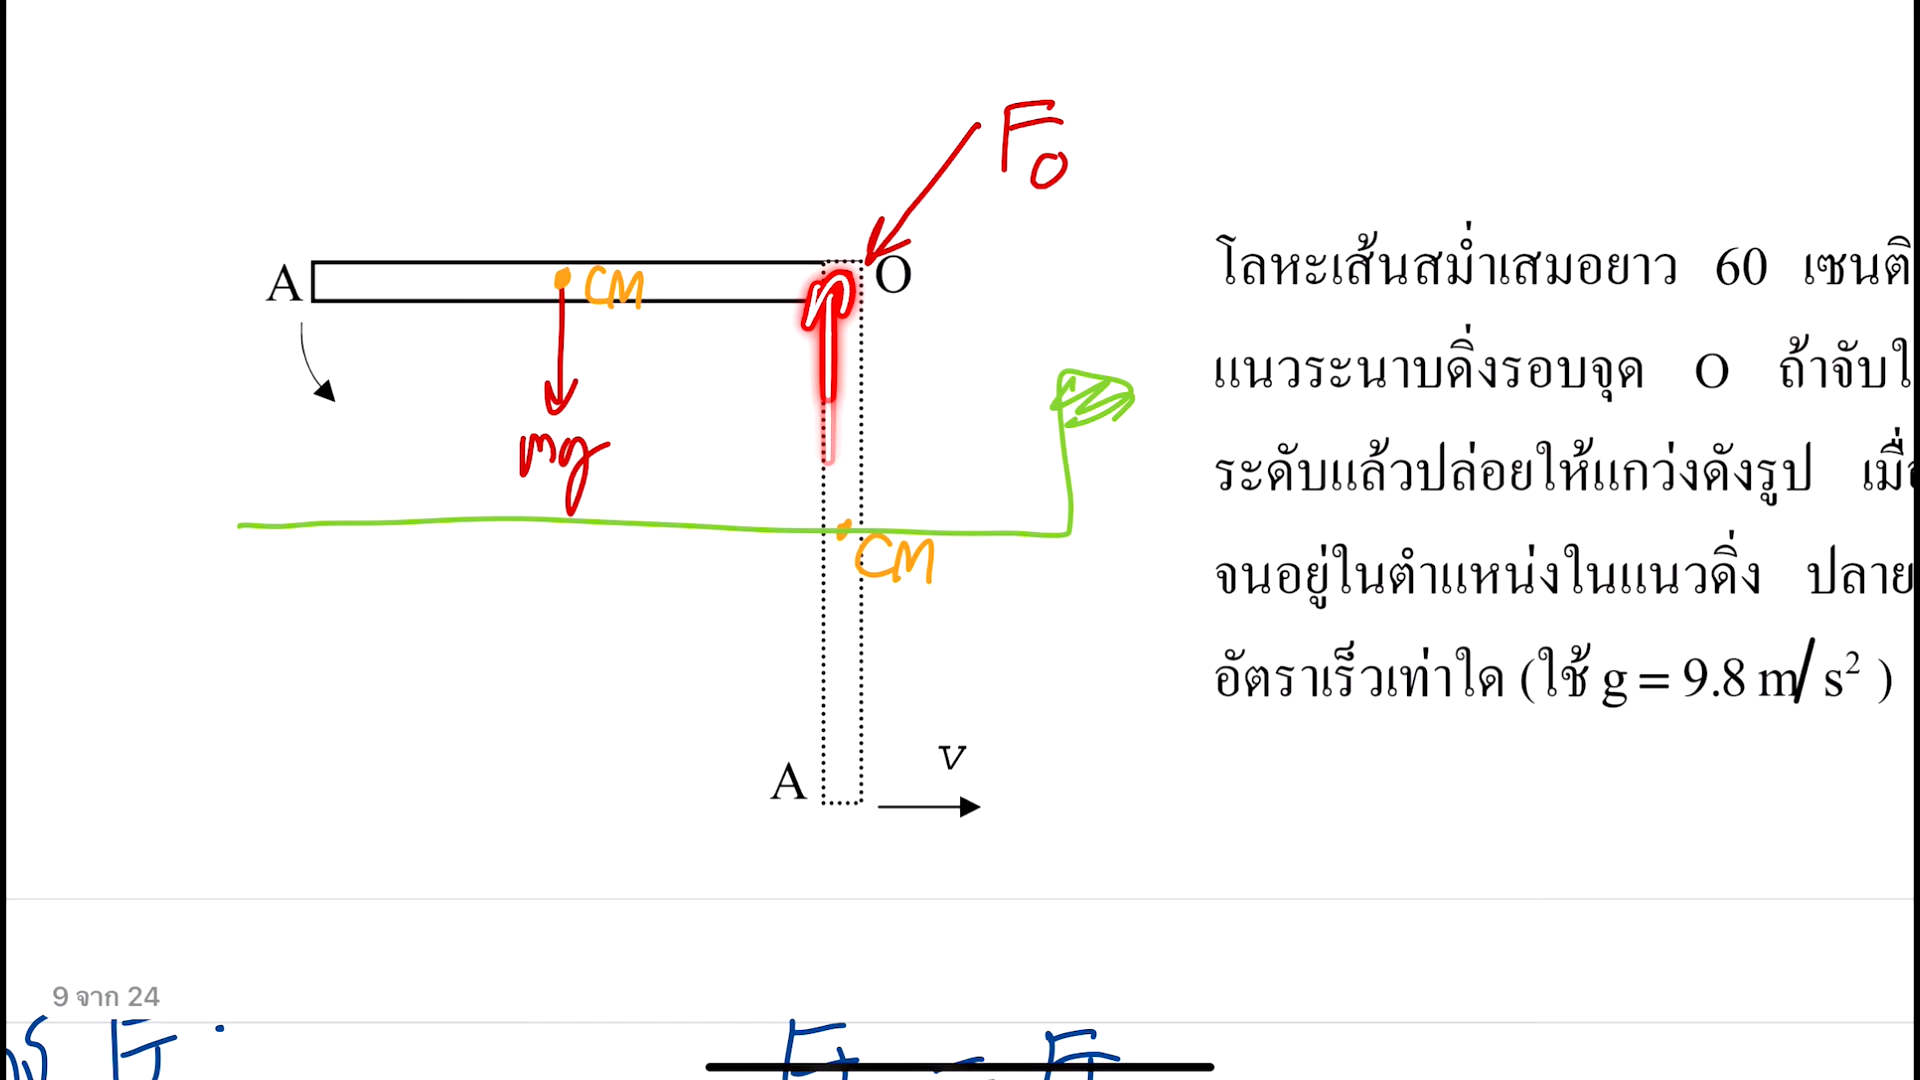 F₀
A
CM
O
mg
CM
A
v
โลหะเส้นสม่ำเสมอยาว 60 เซนติ
แนวระนาบดิ่งรอบจุด O ถ้าจับใ
ระดับแล้วปล่อยให้แกว่งดังรูป เมื่
จนอยู่ในตำแหน่งในแนวดิ่ง ปลาย
อัตราเร็วเท่าใด (ใช้ g = 9.8 m/s² )
9 จาก 24